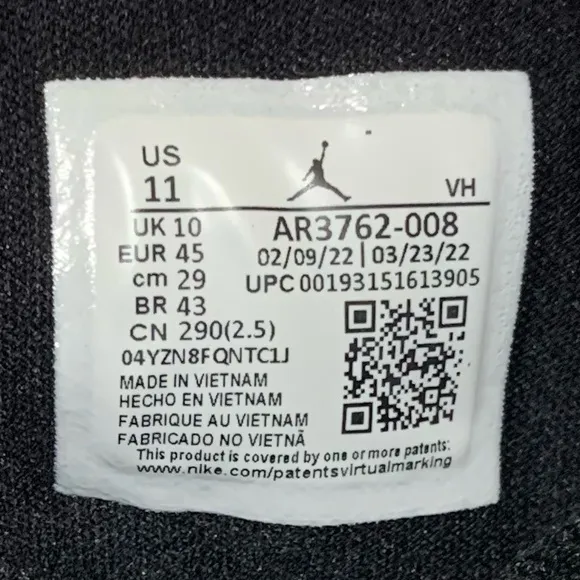 US
11
VH
UK 10
AR3762-008
EUR 45
02/09/22 | 03/23/22
cm 29
UPC 00193151613905
BR 43
CN 290(2.5)
04YZN8FQNTC1J
MADE IN VIETNAM
HECHO EN VIETNAM
FABRIQUE AU VIETNAM
FABRICADO NO VIETNÃ
This product is covered by one or more patents:
www.nike.com/patentsvirtualmarking